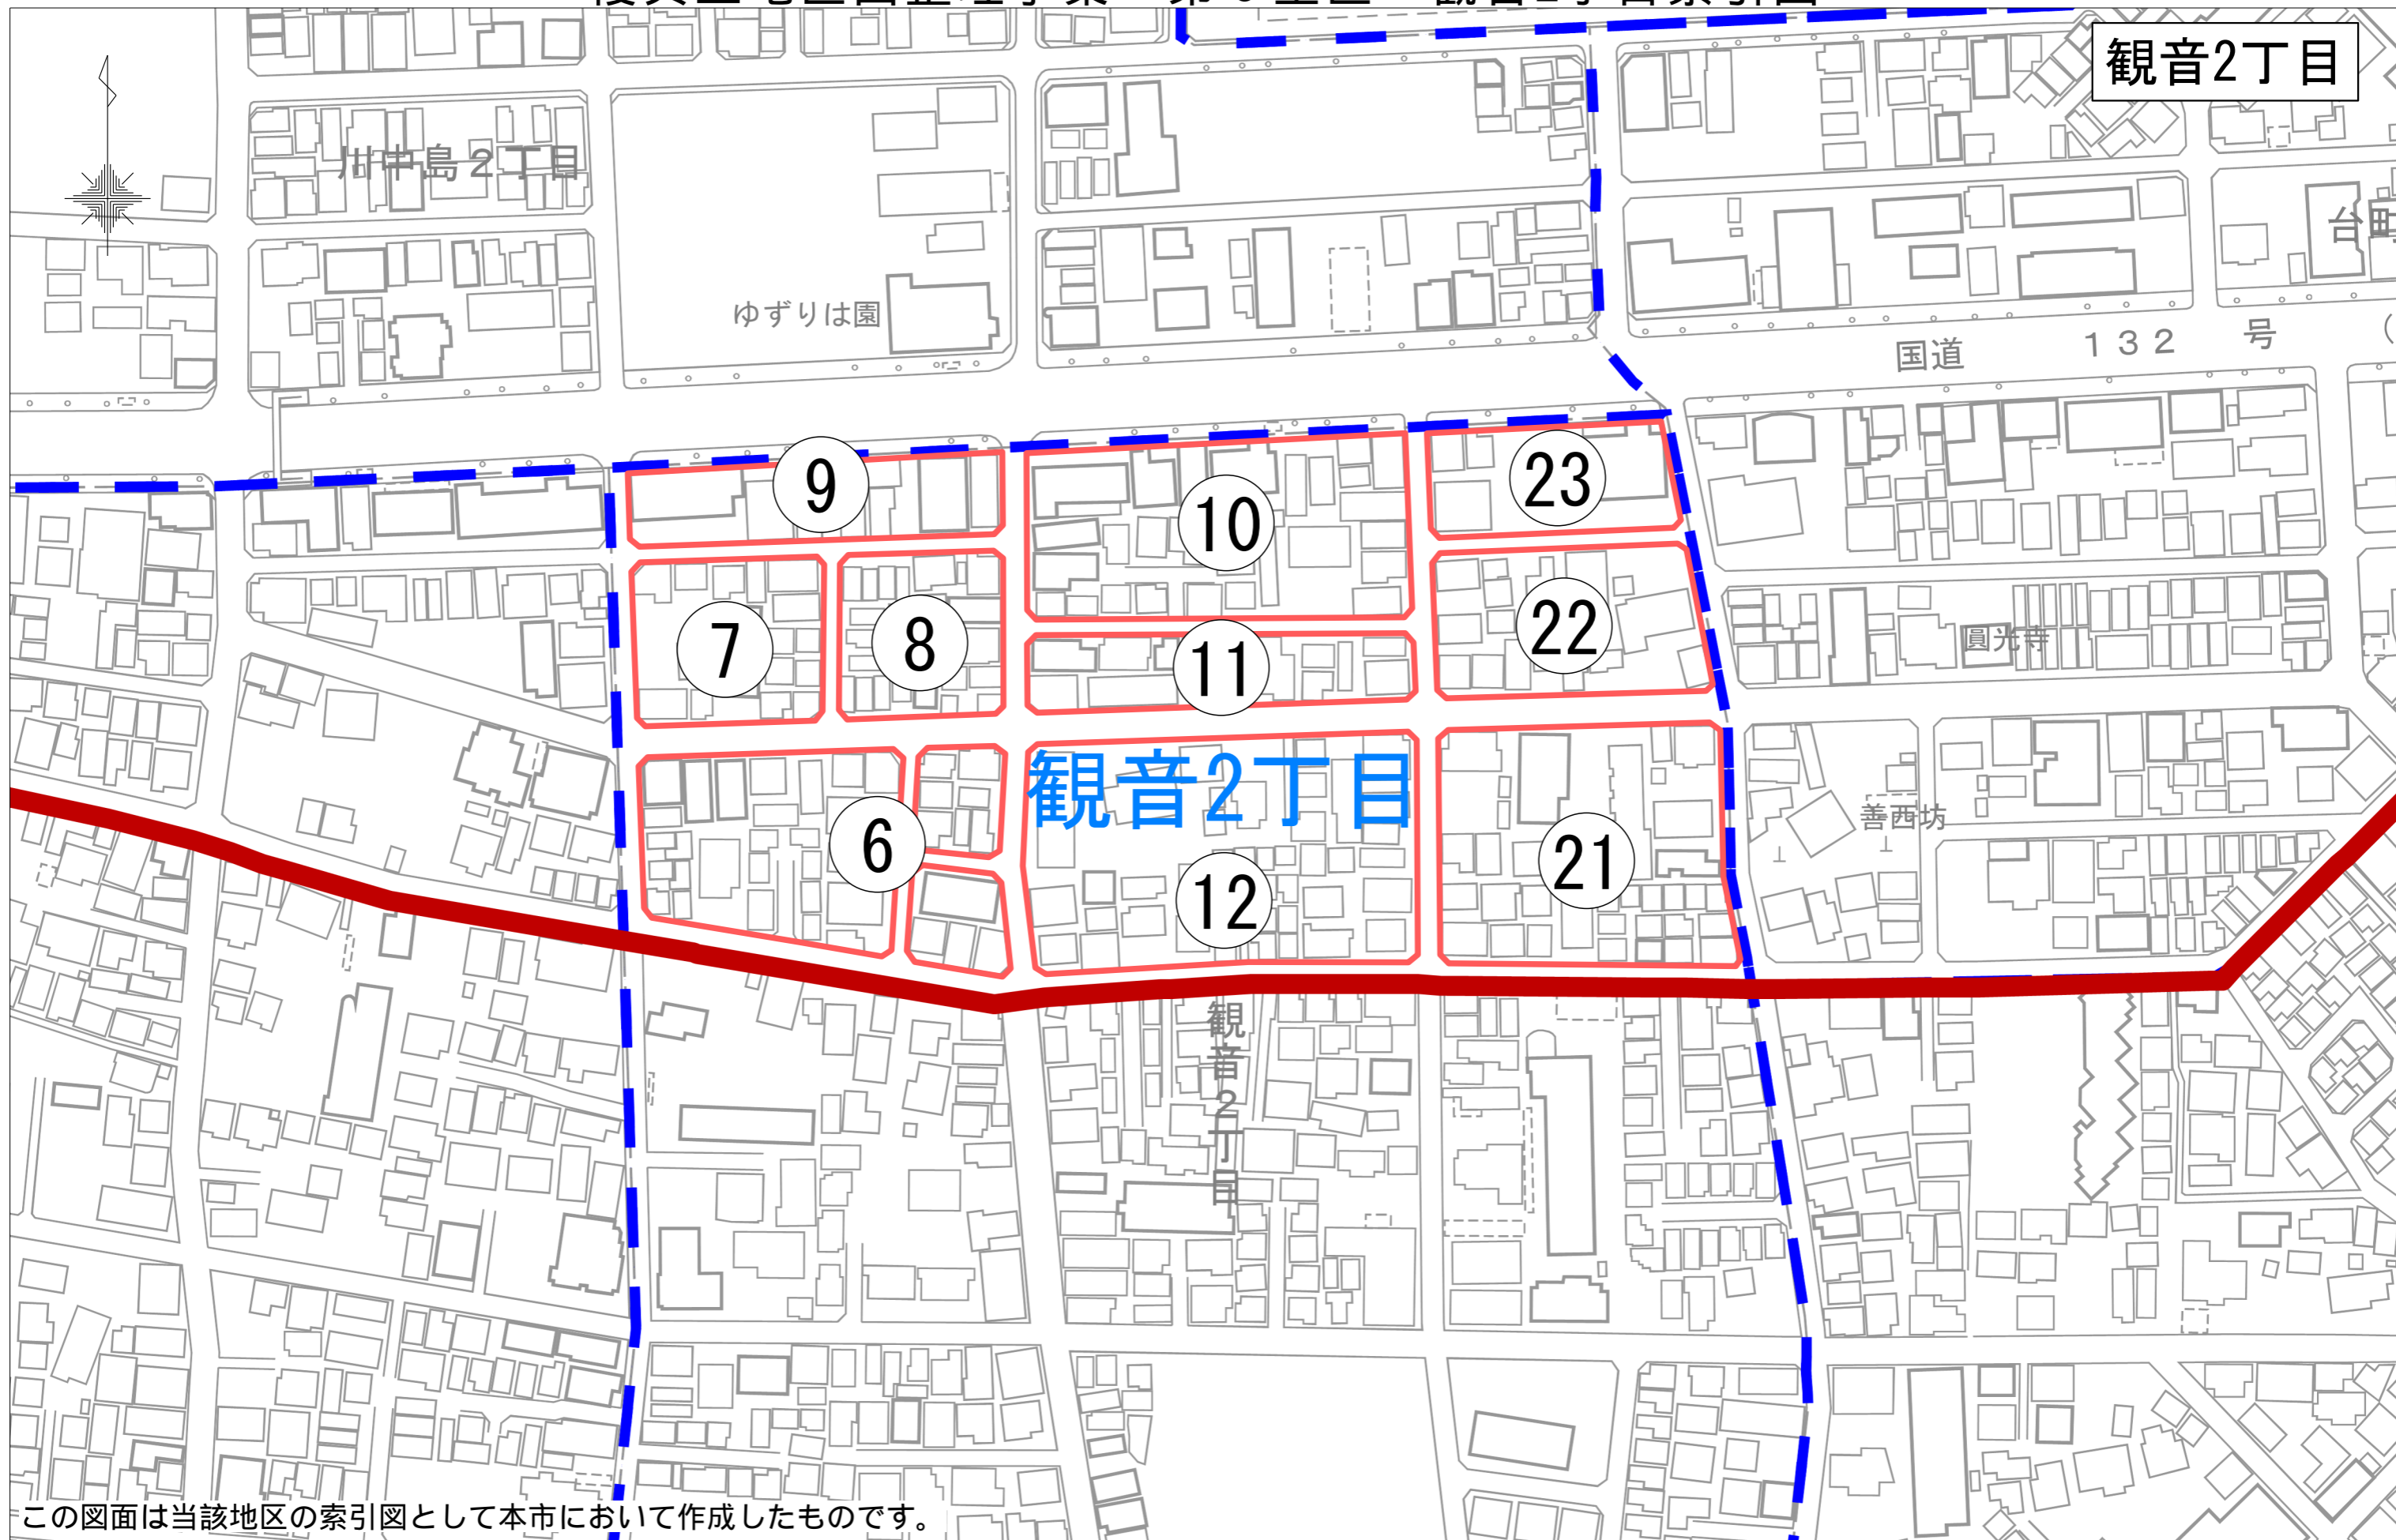 観音2丁目
川中島2丁目
台町
ゆずりは園
国道 132 号 (
9
10
23
7
8
11
22
圓光寺
観音2丁目
6
12
21
善西坊
観音2丁目
この図面は当該地区の索引図として本市において作成したものです。